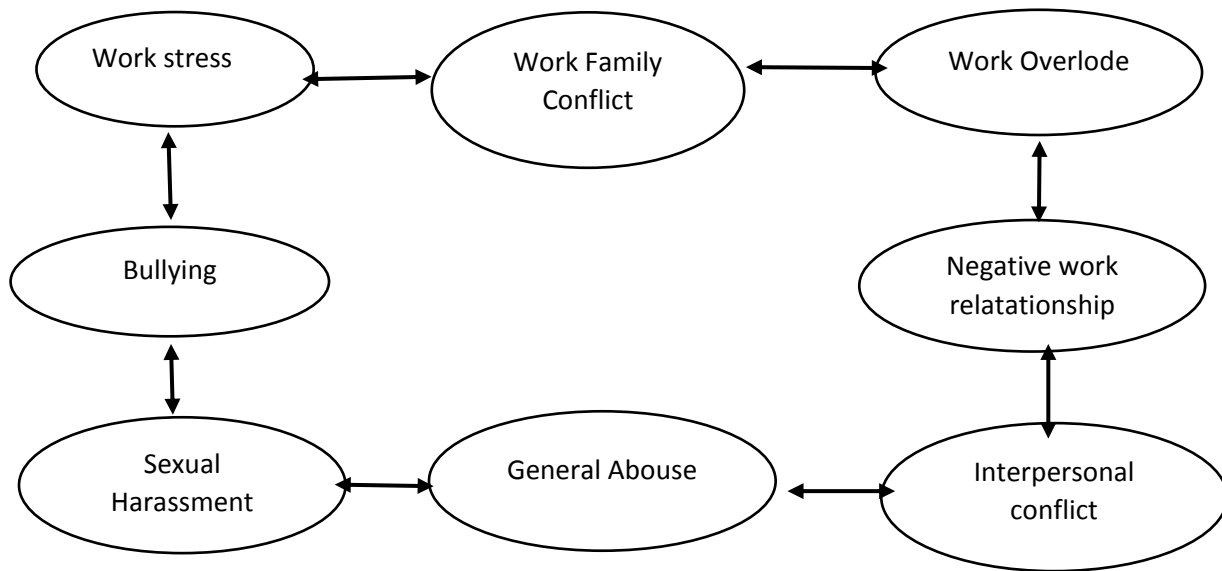 Work stress
Work Family
Conflict
Work Overlode
Bullying
Negative work
relatationship
Sexual
Harassment
General Abouse
Interpersonal
conflict